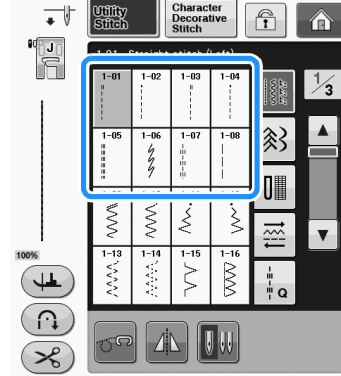 Utility Stitch
Character Decorative Stitch
J
1-01 Straight stitch (Left)
1/3
1-01 1-02 1-03 1-04
1-05 1-06 1-07 1-08
100%
1-13 1-14 1-15 1-16
Q